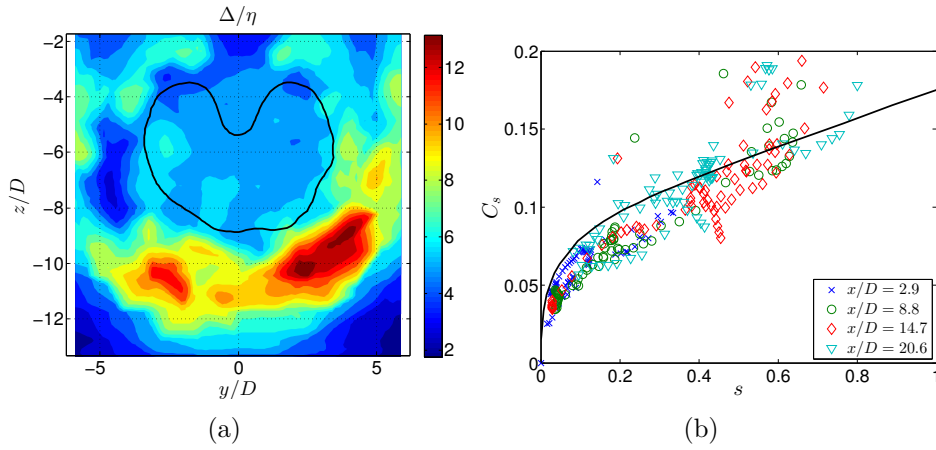 Δ/η
−2
−4
−6
−8
−10
−12
z/D
−5
0
5
y/D
12
10
8
6
4
2
(a)
0.2
0.15
0.1
0.05
0
C_s
0
0.2
0.4
0.6
0.8
1
s
x/D = 2.9
x/D = 8.8
x/D = 14.7
x/D = 20.6
(b)